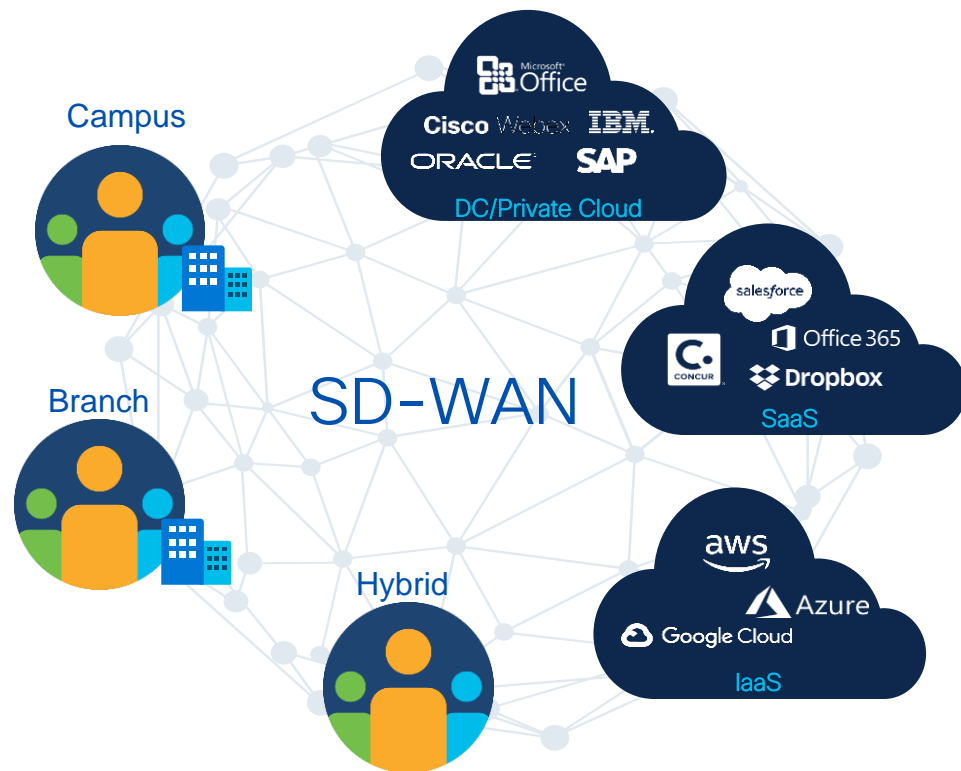 Microsoft®
Office
Campus
Cisco Webex IBM.
ORACLE SAP
DC/Private Cloud
salesforce
Office 365
C.
CONCUR
Dropbox
Branch
SD-WAN
SaaS
aws
Hybrid
Azure
Google Cloud
IaaS